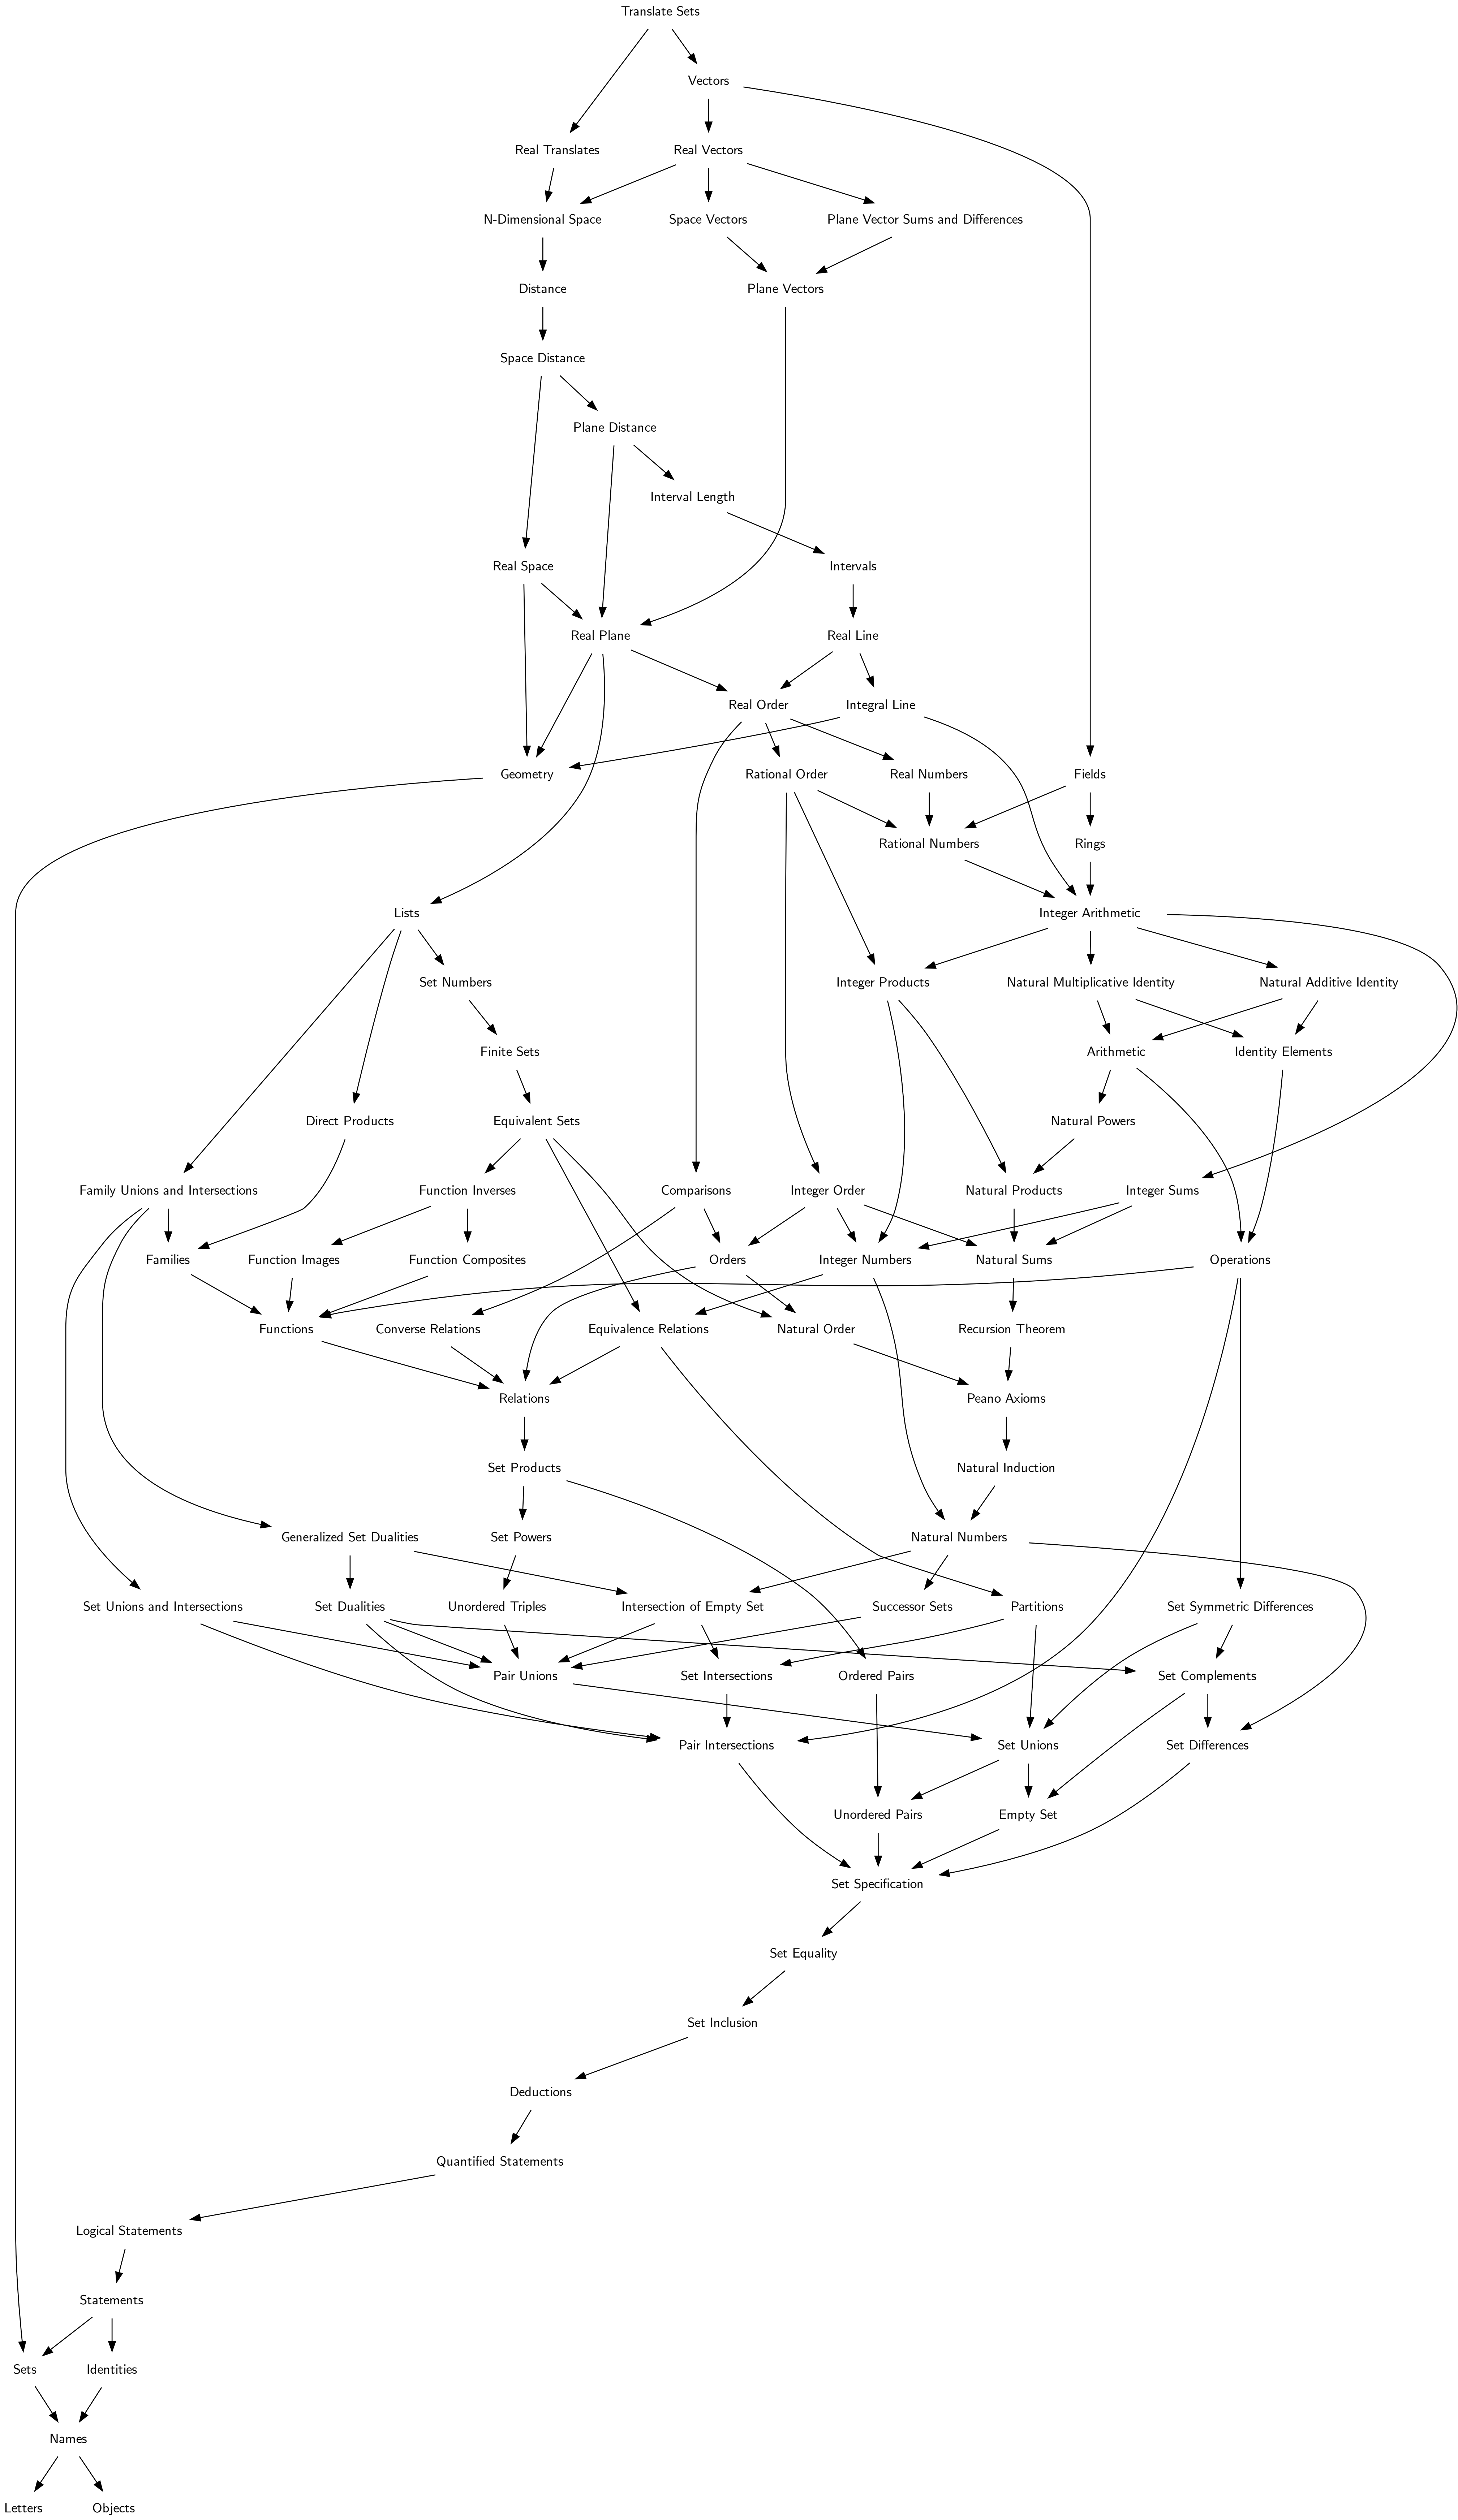 Translate Sets
Vectors
Real Translates
Real Vectors
N-Dimensional Space
Space Vectors
Plane Vector Sums and Differences
Distance
Plane Vectors
Space Distance
Plane Distance
Interval Length
Real Space
Intervals
Real Plane
Real Line
Real Order
Integral Line
Geometry
Rational Order
Real Numbers
Fields
Rational Numbers
Rings
Lists
Integer Arithmetic
Set Numbers
Integer Products
Natural Multiplicative Identity
Natural Additive Identity
Finite Sets
Arithmetic
Identity Elements
Direct Products
Equivalent Sets
Natural Powers
Family Unions and Intersections
Function Inverses
Comparisons
Integer Order
Natural Products
Integer Sums
Families
Function Images
Function Composites
Orders
Integer Numbers
Natural Sums
Operations
Functions
Converse Relations
Equivalence Relations
Natural Order
Recursion Theorem
Relations
Peano Axioms
Set Products
Natural Induction
Generalized Set Dualities
Set Powers
Natural Numbers
Set Unions and Intersections
Set Dualities
Unordered Triples
Intersection of Empty Set
Successor Sets
Partitions
Set Symmetric Differences
Pair Unions
Set Intersections
Ordered Pairs
Set Complements
Pair Intersections
Set Unions
Set Differences
Unordered Pairs
Empty Set
Set Specification
Set Equality
Set Inclusion
Deductions
Quantified Statements
Logical Statements
Statements
Sets
Identities
Names
Letters
Objects